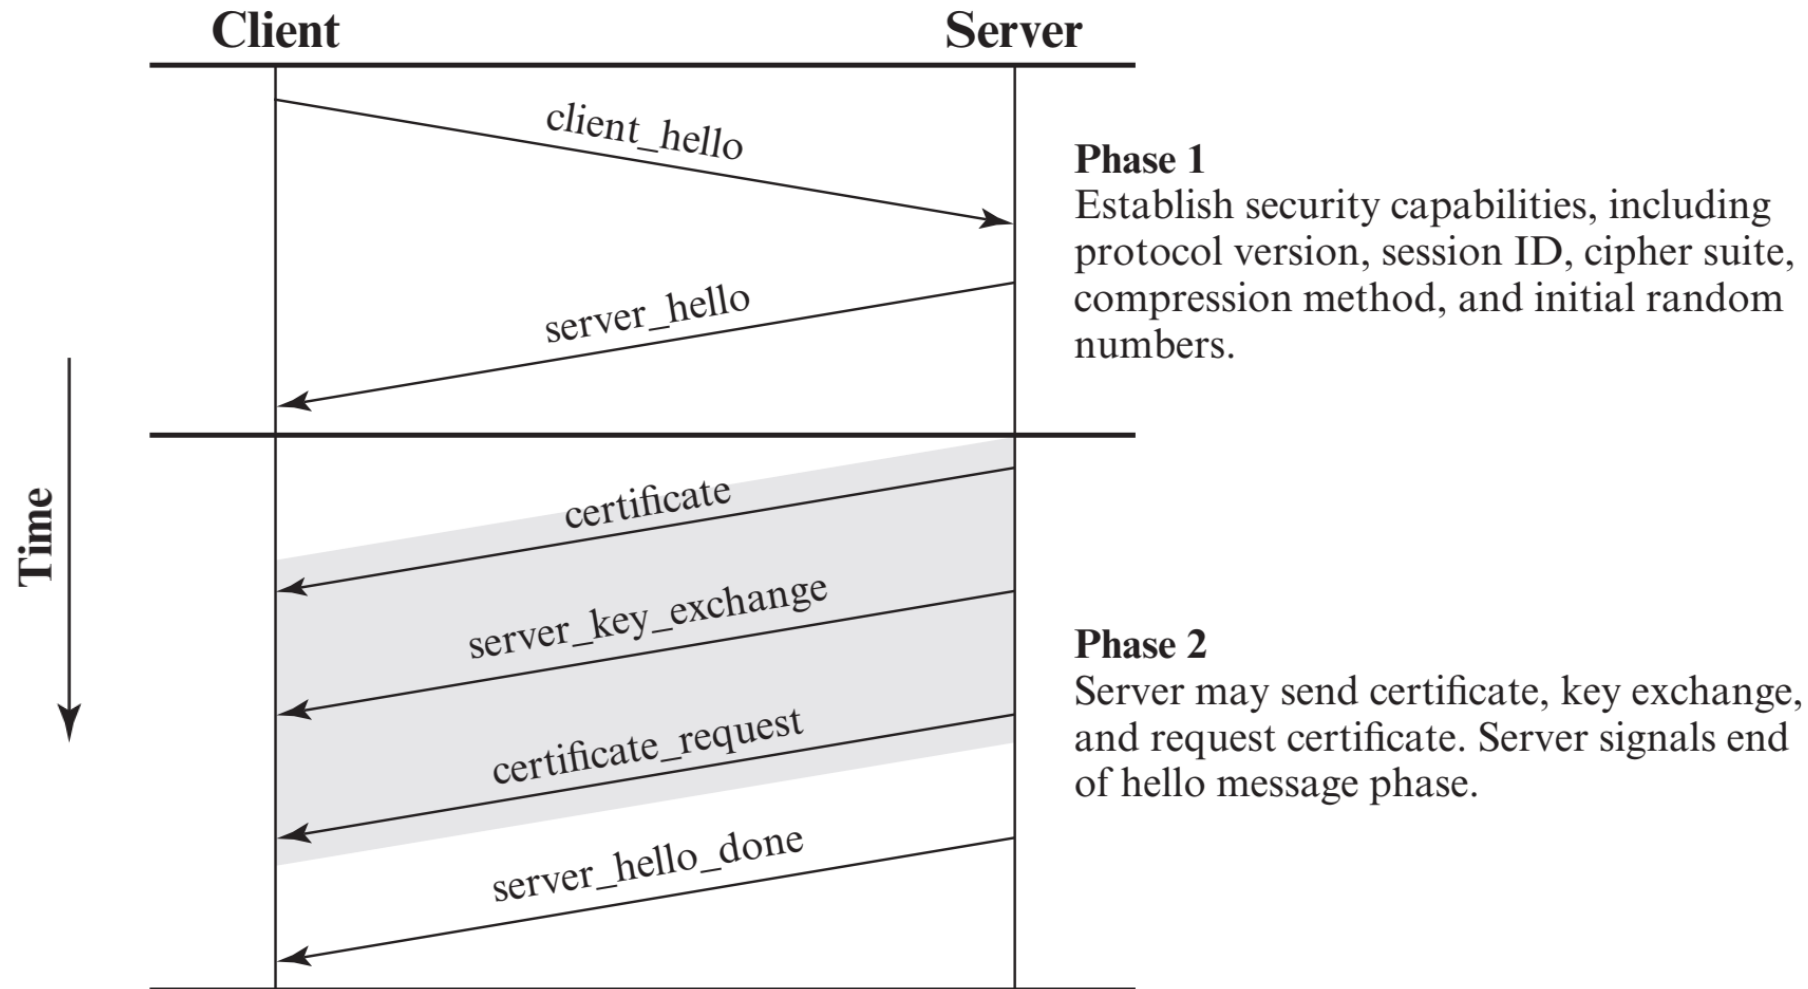 Client
Server
client_hello
Phase 1
Establish security capabilities, including
protocol version, session ID, cipher suite,
compression method, and initial random
numbers.
server_hello
Time
certificate
server_key_exchange
certificate_request
Phase 2
Server may send certificate, key exchange,
and request certificate. Server signals end
of hello message phase.
server_hello_done